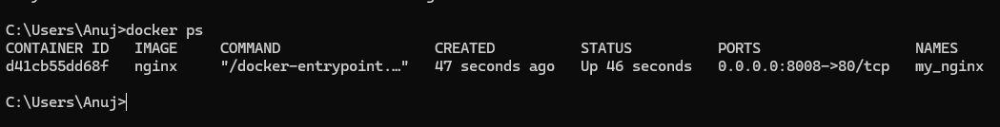 C:\Users\Anuj>docker ps
CONTAINER ID   IMAGE     COMMAND                  CREATED          STATUS          PORTS                  NAMES
d41cb55dd68f   nginx     "/docker-entrypoint.…"   47 seconds ago   Up 46 seconds   0.0.0.0:8008->80/tcp   my_nginx
C:\Users\Anuj>